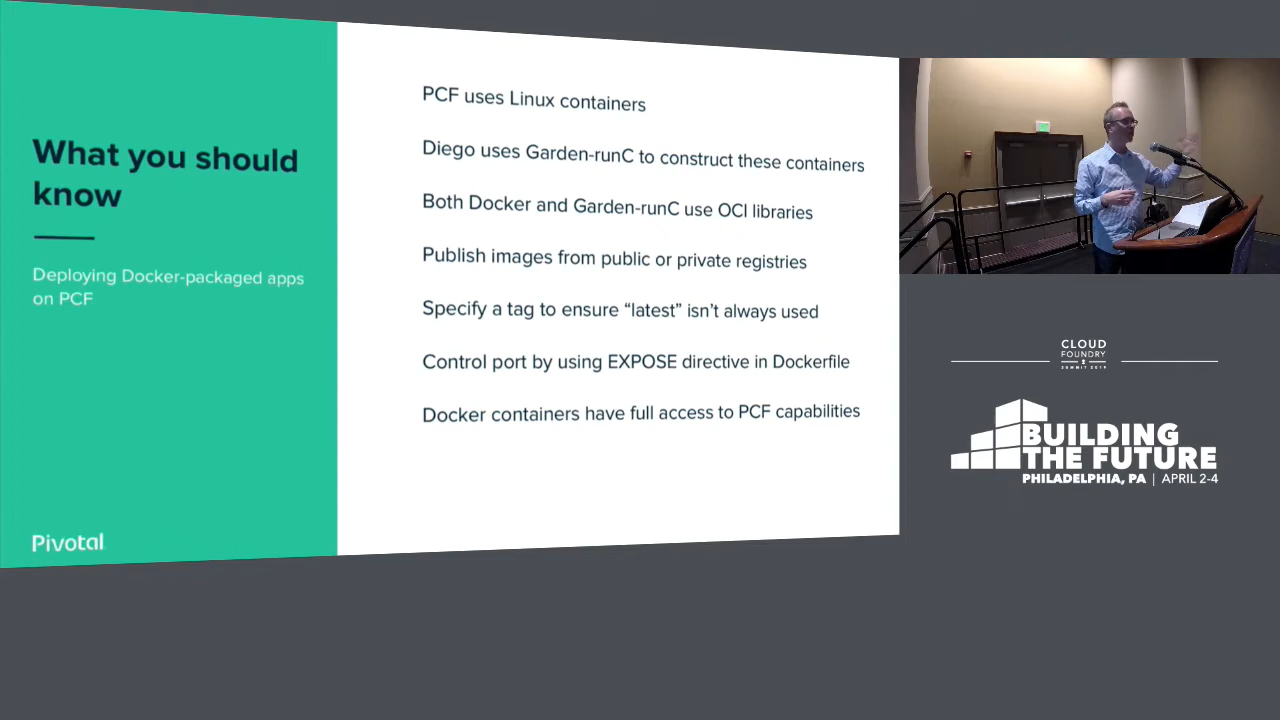 What you should
know
Deploying Docker-packaged apps
on PCF
Pivotal
PCF uses Linux containers
Diego uses Garden-runC to construct these containers
Both Docker and Garden-runC use OCI libraries
Publish images from public or private registries
Specify a tag to ensure “latest” isn’t always used
Control port by using EXPOSE directive in Dockerfile
Docker containers have full access to PCF capabilities
CLOUD
FOUNDRY
SUMMIT 2019
BUILDING
THE FUTURE
PHILADELPHIA, PA | APRIL 2-4